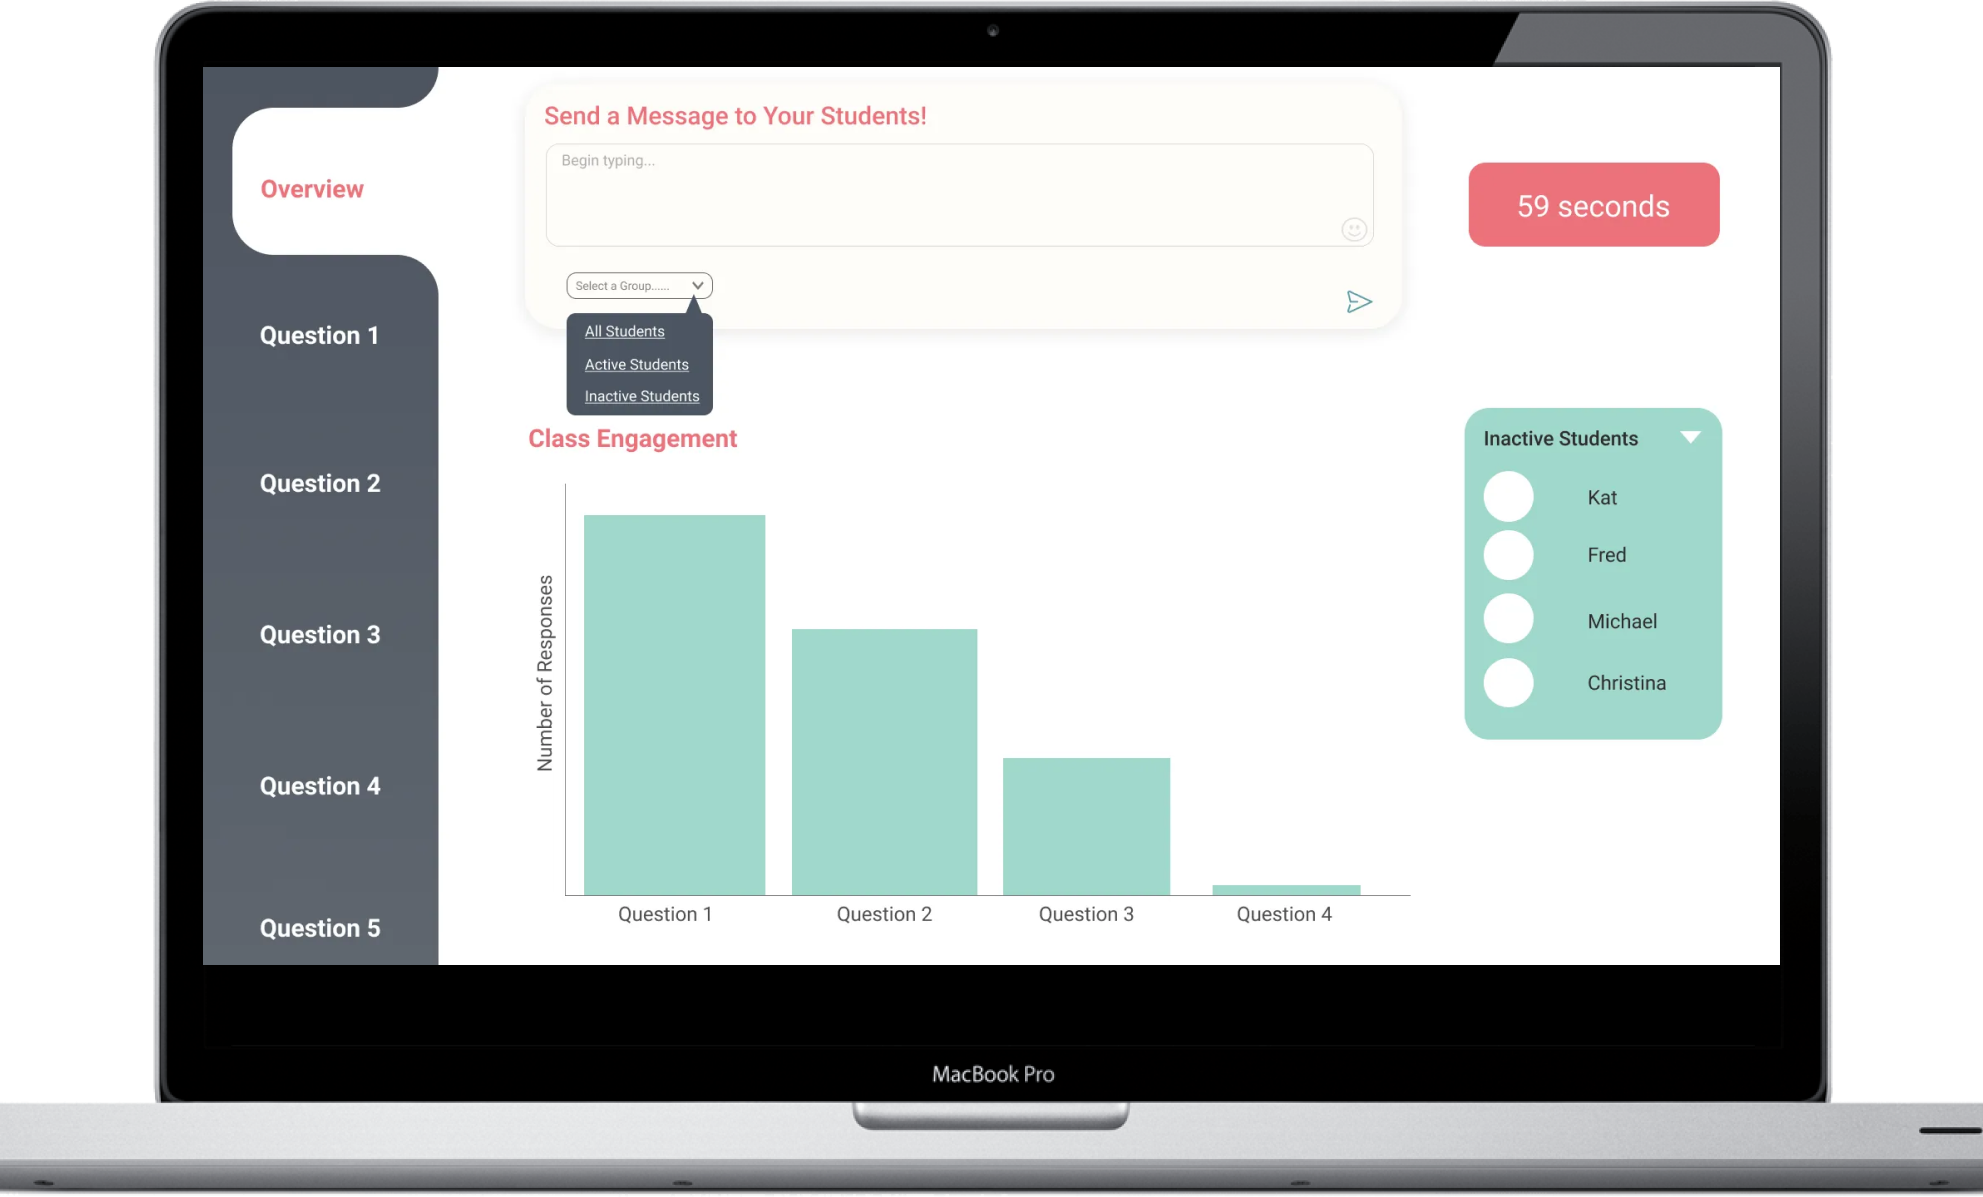 Overview
Question 1
Question 2
Question 3
Question 4
Question 5
Send a Message to Your Students!
Begin typing...
Select a Group......
All Students
Active Students
Inactive Students
59 seconds
Class Engagement
Number of Responses
Question 1
Question 2
Question 3
Question 4
Inactive Students
Kat
Fred
Michael
Christina
MacBook Pro